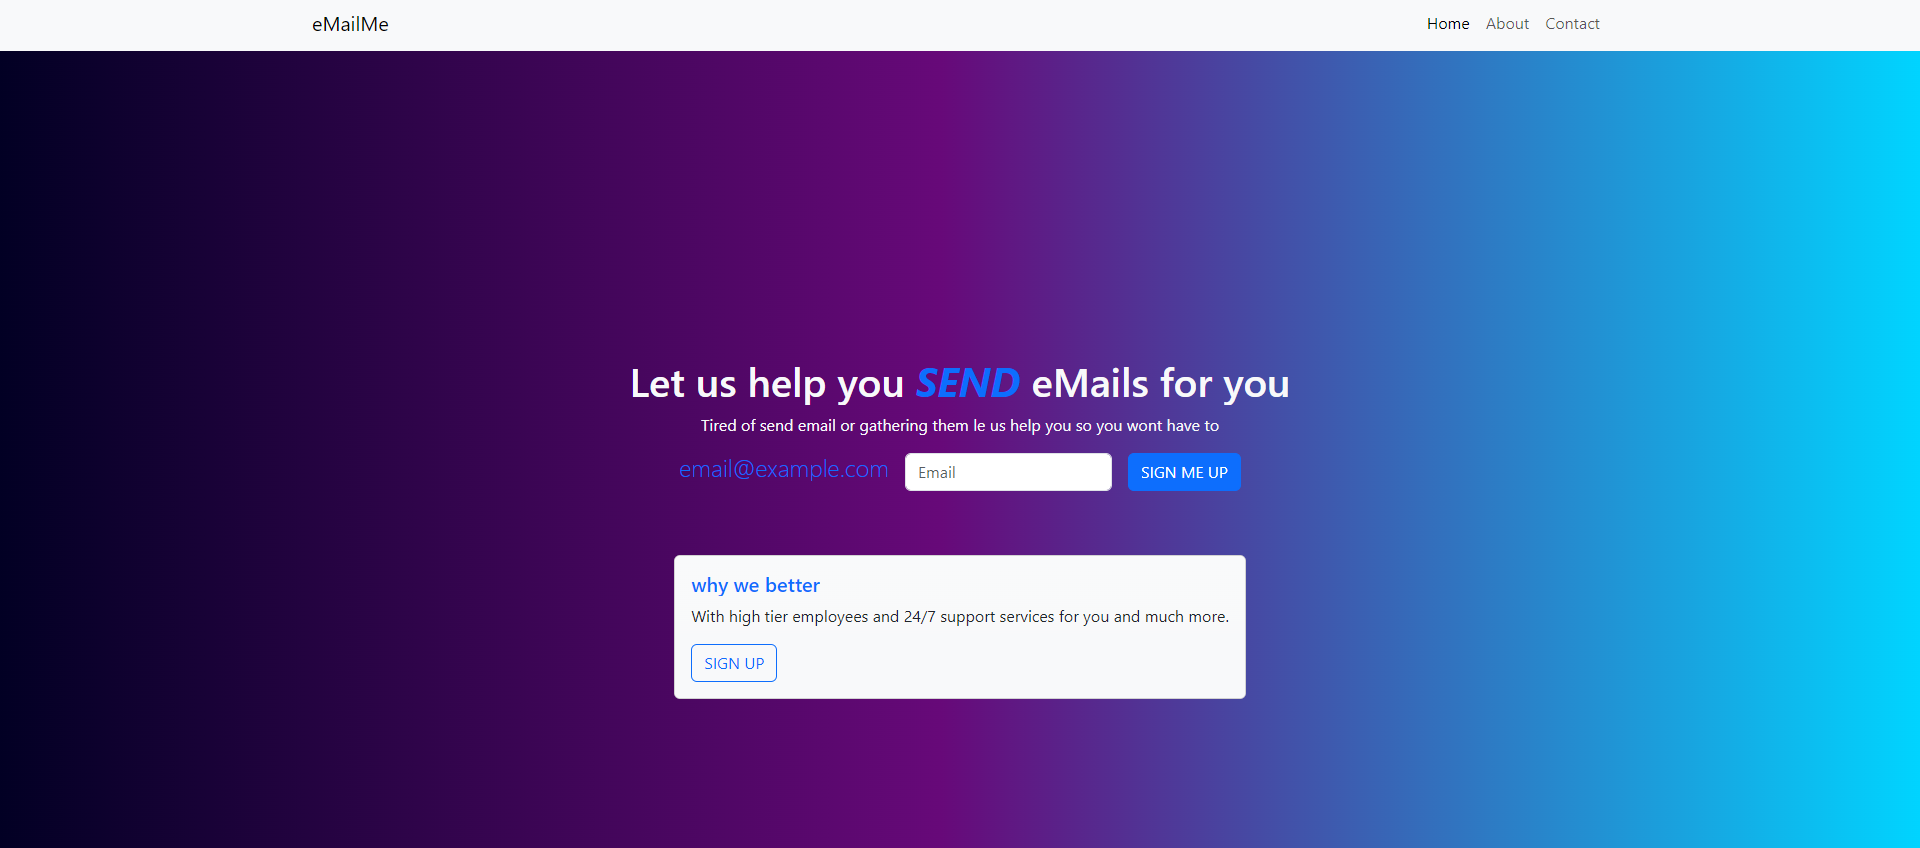 eMailMe Home About Contact
Let us help you SEND eMails for you
Tired of send email or gathering them le us help you so you wont have to
email@example.com Email SIGN ME UP
why we better
With high tier employees and 24/7 support services for you and much more.
SIGN UP